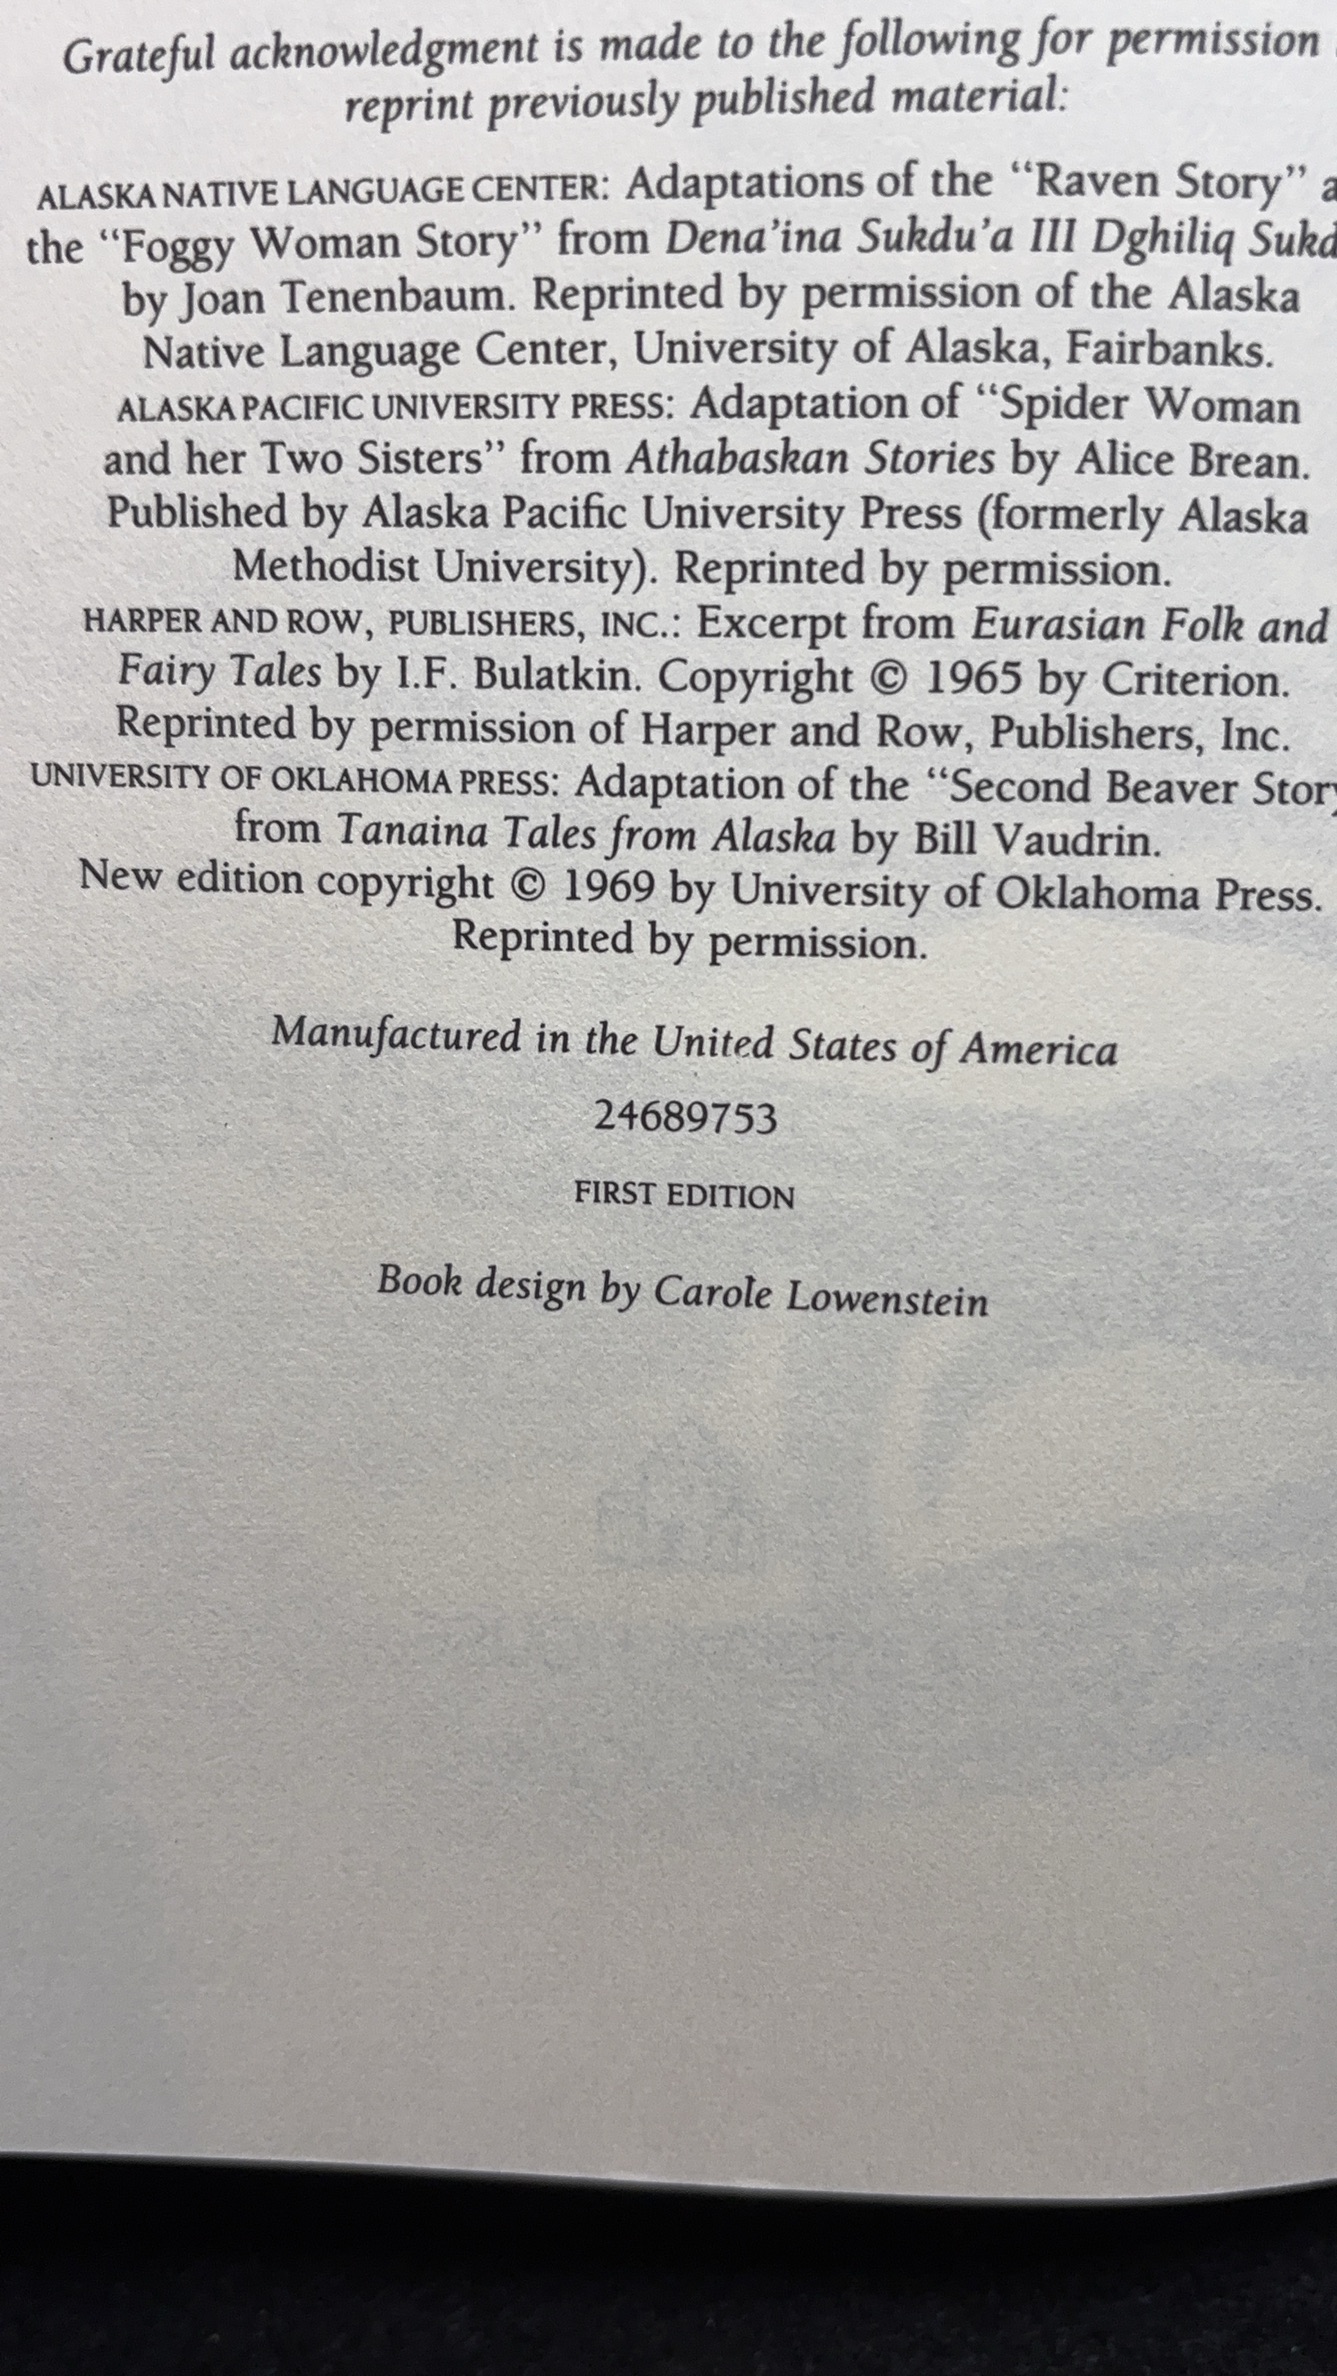 Grateful acknowledgment is made to the following for permission
reprint previously published material:
ALASKA NATIVE LANGUAGE CENTER: Adaptations of the “Raven Story”
the “Foggy Woman Story” from Dena’ina Sukdu’a III Dghiliq Sukd
by Joan Tenenbaum. Reprinted by permission of the Alaska
Native Language Center, University of Alaska, Fairbanks.
ALASKA PACIFIC UNIVERSITY PRESS: Adaptation of “Spider Woman
and her Two Sisters” from Athabaskan Stories by Alice Brean.
Published by Alaska Pacific University Press (formerly Alaska
Methodist University). Reprinted by permission.
HARPER AND ROW, PUBLISHERS, INC.: Excerpt from Eurasian Folk and
Fairy Tales by I.F. Bulatkin. Copyright © 1965 by Criterion.
Reprinted by permission of Harper and Row, Publishers, Inc.
UNIVERSITY OF OKLAHOMA PRESS: Adaptation of the “Second Beaver Story
from Tanaina Tales from Alaska by Bill Vaudrin.
New edition copyright © 1969 by University of Oklahoma Press.
Reprinted by permission.
Manufactured in the United States of America
24689753
FIRST EDITION
Book design by Carole Lowenstein